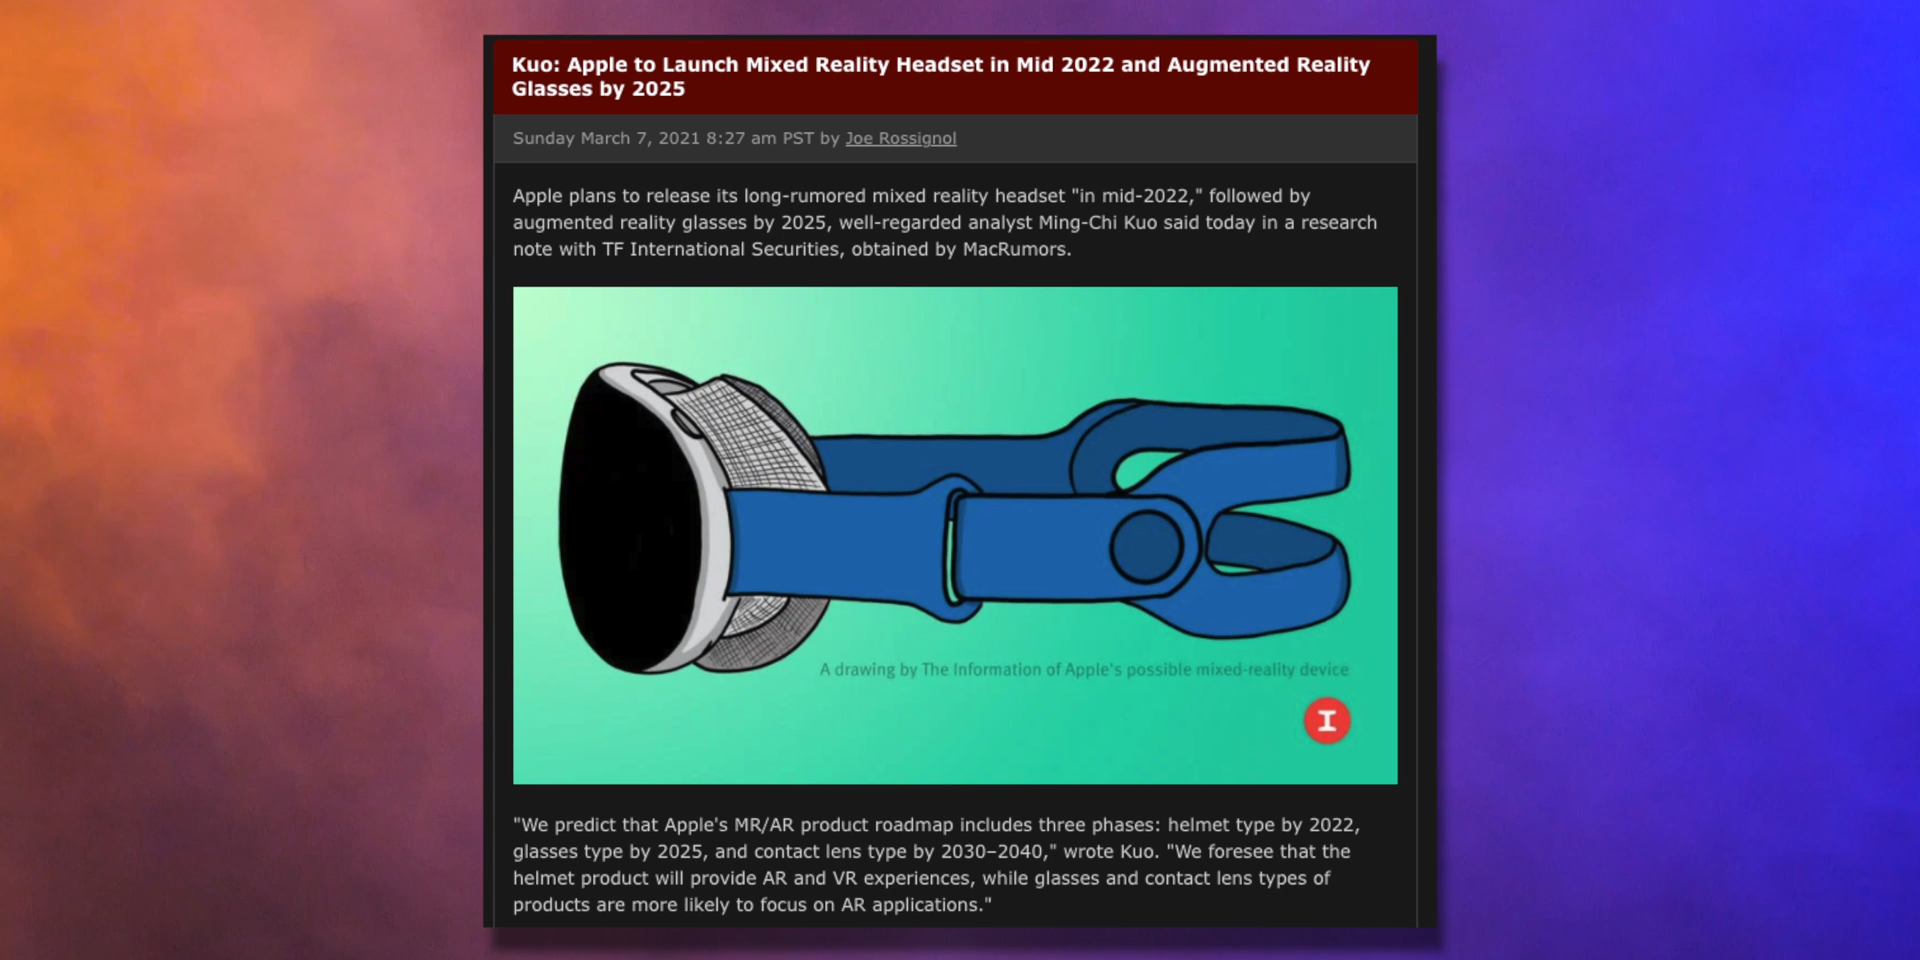 Kuo: Apple to Launch Mixed Reality Headset in Mid 2022 and Augmented Reality
Glasses by 2025
Sunday March 7, 2021 8:27 am PST by Joe Rossignol
Apple plans to release its long-rumored mixed reality headset "in mid-2022," followed by
augmented reality glasses by 2025, well-regarded analyst Ming-Chi Kuo said today in a research
note with TF International Securities, obtained by MacRumors.
A drawing by The Information of Apple's possible mixed-reality device
I
"We predict that Apple's MR/AR product roadmap includes three phases: helmet type by 2022,
glasses type by 2025, and contact lens type by 2030–2040," wrote Kuo. "We foresee that the
helmet product will provide AR and VR experiences, while glasses and contact lens types of
products are more likely to focus on AR applications."